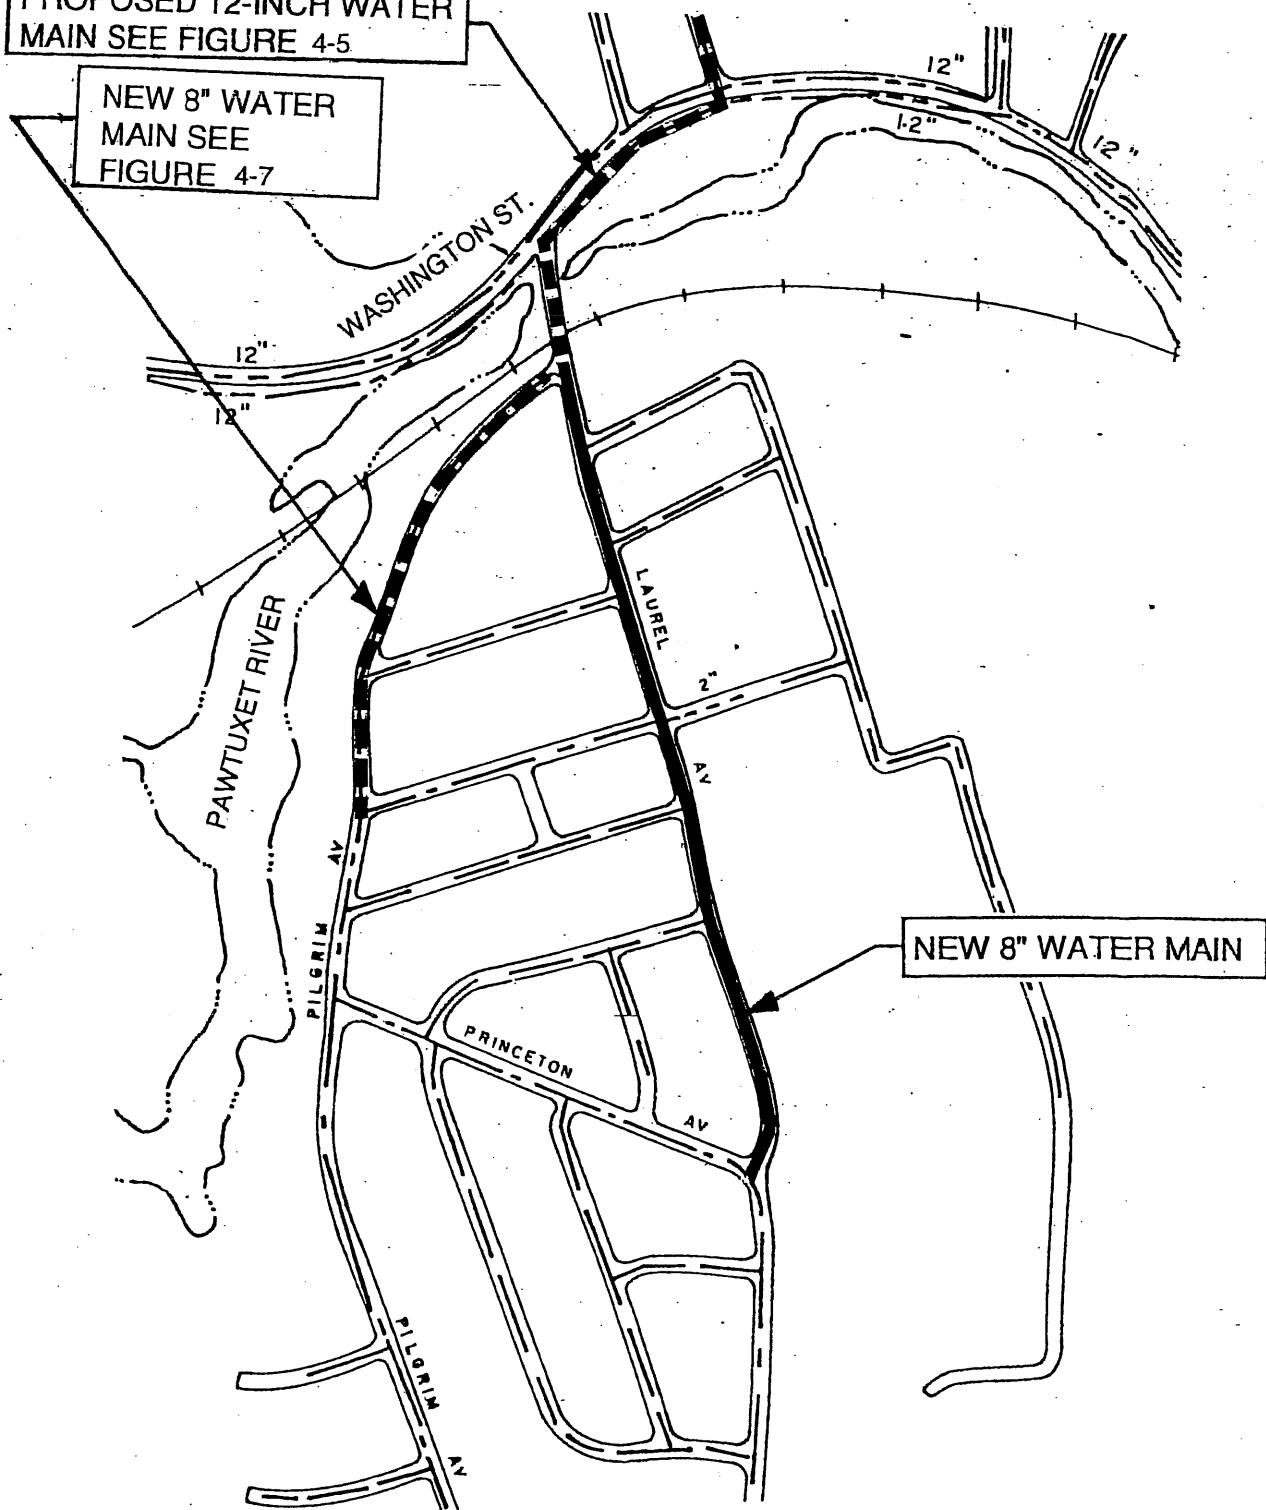 PROPOSED 12-INCH WATER
MAIN SEE FIGURE 4-5
NEW 8" WATER
MAIN SEE
FIGURE 4-7
12"
12"
12"
WASHINGTON ST.
12"
12"
LAUREL
AV
2"
PAWTUXET RIVER
PILGRIM
AV
NEW 8" WATER MAIN
PRINCETON
AV
PILGRIM
AV